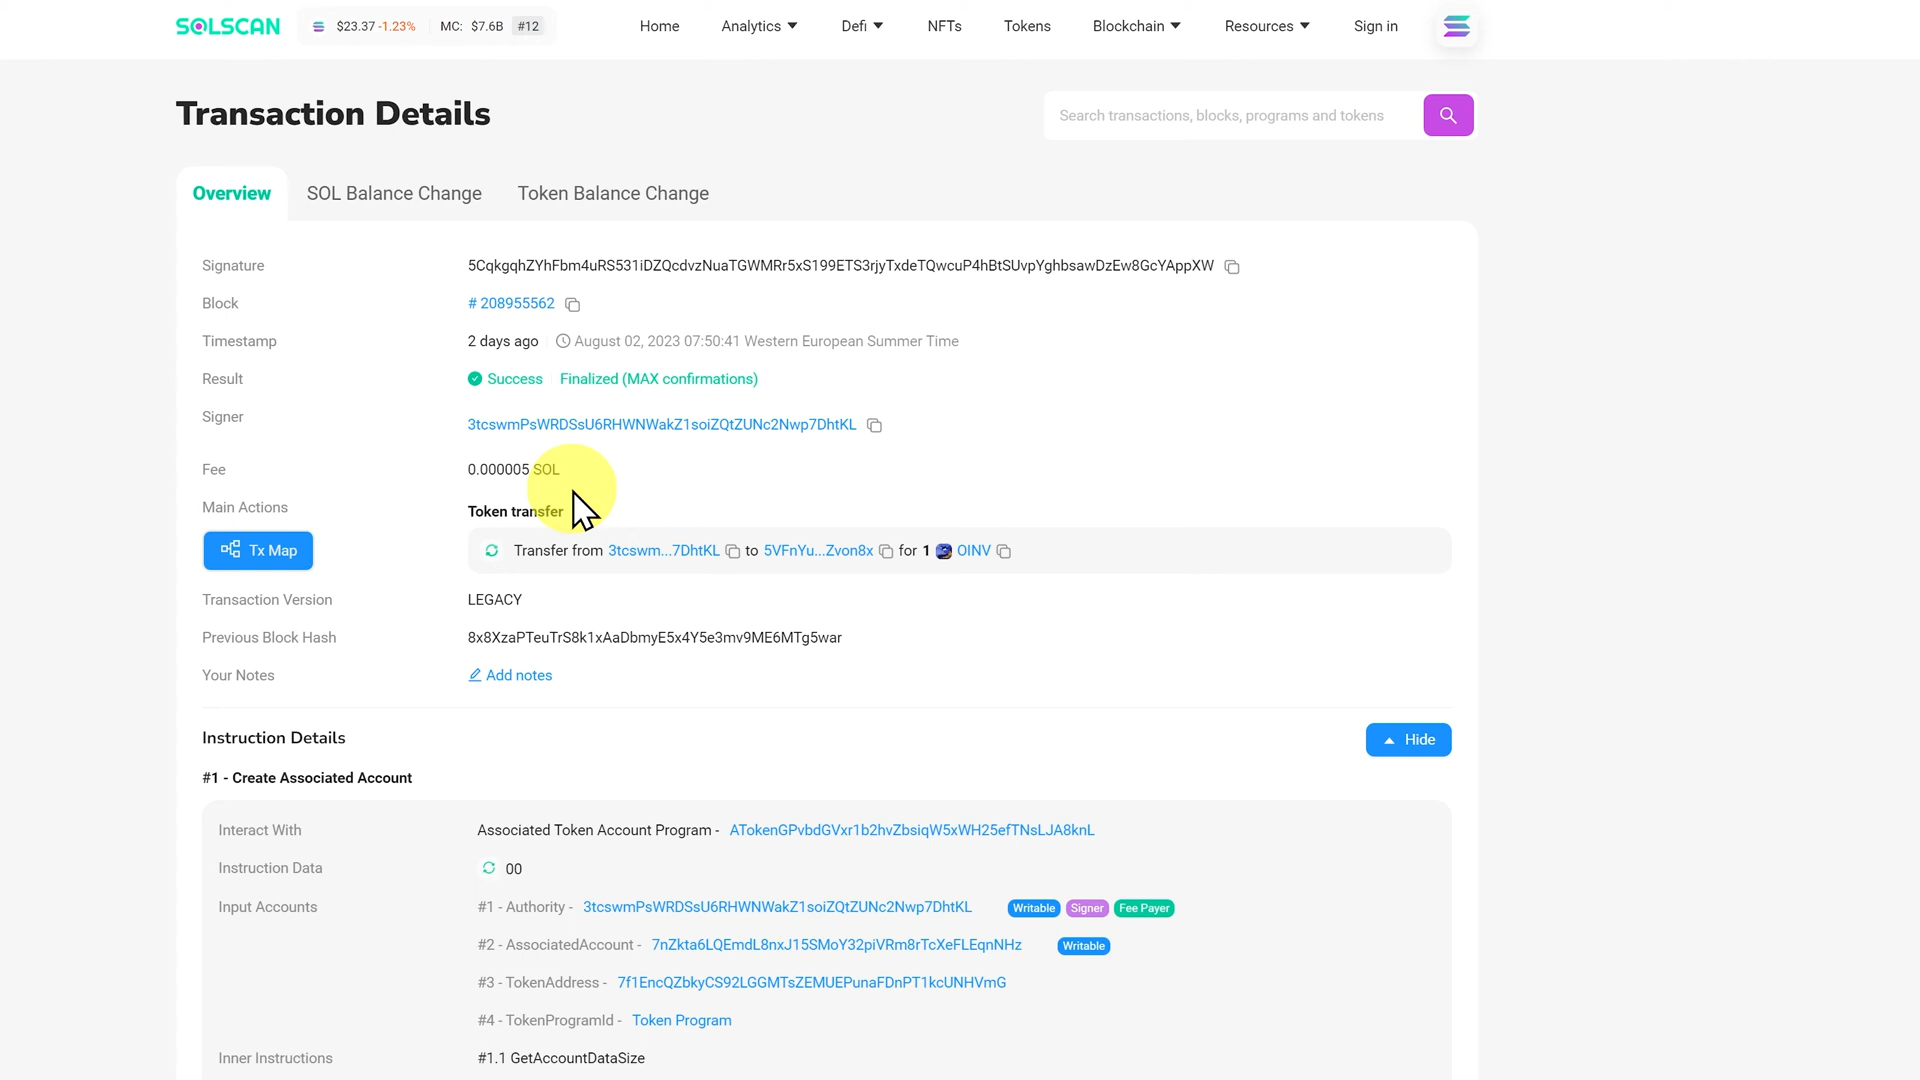 SOLSCAN $23.37 -1.23% MC: $7.6B #12 Home Analytics Defi NFTs Tokens Blockchain Resources Sign in
Transaction Details
Search transactions, blocks, programs and tokens
Overview SOL Balance Change Token Balance Change
Signature 5CqkgqhZYhFbm4uRS531iDZQcdvzNuaTGWMRr5xS199ETS3rjyTxdeTQwcuP4hBtSUvpYghbsawDzEw8GcYAppXW
Block # 208955562
Timestamp 2 days ago August 02, 2023 07:50:41 Western European Summer Time
Result Success Finalized (MAX confirmations)
Signer 3tcswmPsWRDSsU6RHWNWakZ1soiZQtZUNc2Nwp7DhtKL
Fee 0.000005 SOL
Main Actions Token transfer
Tx Map Transfer from 3tcswm...7DhtKL to 5VFnYu...Zvon8x for 1 OINV
Transaction Version LEGACY
Previous Block Hash 8x8XzaPTeuTrS8k1xAaDbmyE5x4Y5e3mv9ME6MTg5war
Your Notes Add notes
Instruction Details Hide
#1 - Create Associated Account
Interact With Associated Token Account Program - ATokenGPvbdGVxr1b2hvZbsiqW5xWH25efTNsLJA8knL
Instruction Data 00
Input Accounts #1 - Authority - 3tcswmPsWRDSsU6RHWNWakZ1soiZQtZUNc2Nwp7DhtKL Writable Signer Fee Payer
#2 - AssociatedAccount - 7nZkta6LQEmdL8nxJ15SMoY32piVRm8rTcXeFLEqnNHz Writable
#3 - TokenAddress - 7f1EncQZbkyCS92LGGMTsZEMUEPunaFDnPT1kcUNHVmG
#4 - TokenProgramId - Token Program
Inner Instructions #1.1 GetAccountDataSize